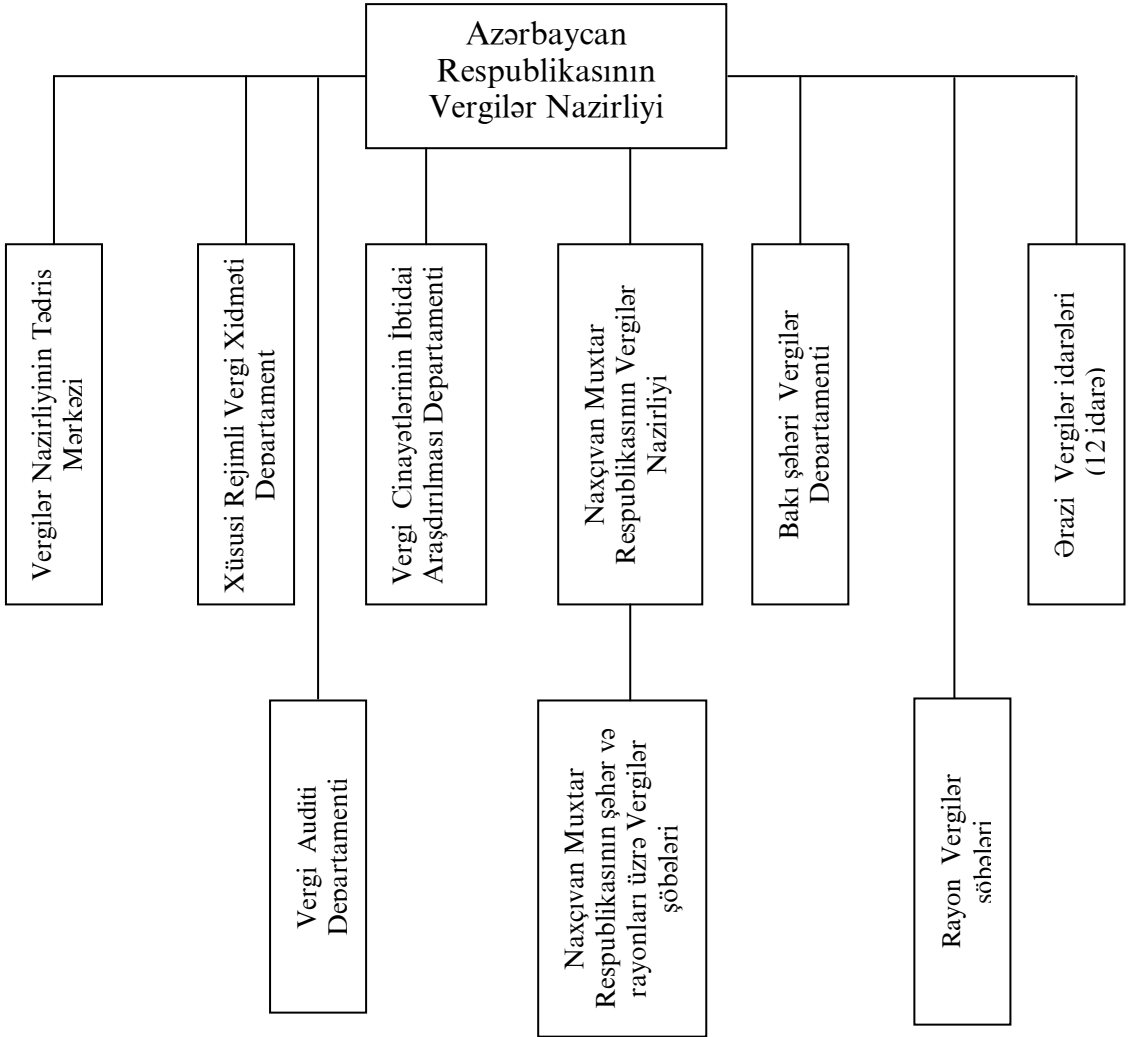 Azərbaycan
Respublikasının
Vergilər Nazirliyi
Vergilər Nazirliyinin Tədris
Mərkəzi
Xüsusi Rejimli Vergi Xidməti
Departament
Vergi Cinayətlərinin İbtidai
Araşdırılması Departamenti
Naxçıvan Muxtar
Respublikasının Vergilər
Nazirliyi
Bakı şəhəri Vergilər
Departamenti
Ərazi Vergilər idarələri
(12 idarə)
Vergi Auditi
Departamenti
Naxçıvan Muxtar
Respublikasının şəhər və
rayonları üzrə Vergilər
şöbələri
Rayon Vergilər
şöbələri